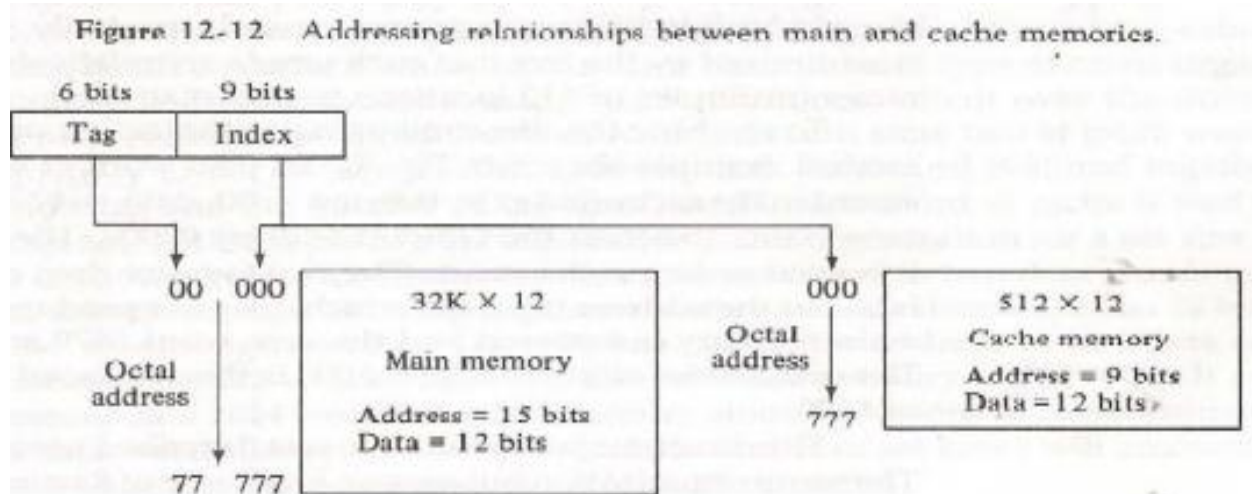 Figure 12-12 Addressing relationships between main and cache memories.
6 bits 9 bits
Tag Index
00 000
32K × 12
Main memory
Address = 15 bits
Data = 12 bits
Octal
address
77 777
000
Octal
address
777
512 × 12
Cache memory
Address = 9 bits
Data = 12 bits